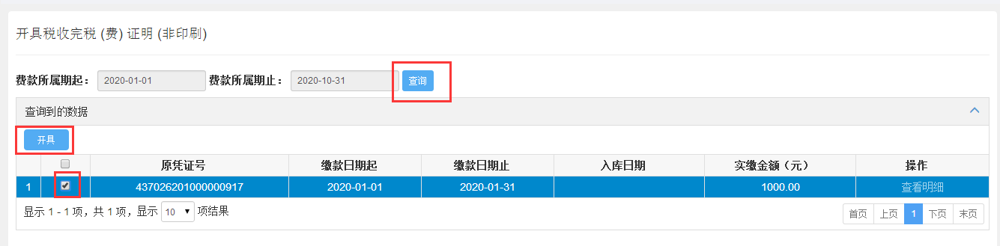 开具税收完税 (费) 证明 (非印刷)
费款所属期起： 2020-01-01 费款所属期止： 2020-10-31 查询
查询到的数据
开具
原凭证号 缴款日期起 缴款日期止 入库日期 实缴金额（元） 操作
1 437026201000000917 2020-01-01 2020-01-31 1000.00 查看明细
显示 1 - 1 项，共 1 项，显示 10 项结果 首页 上页 1 下页 末页